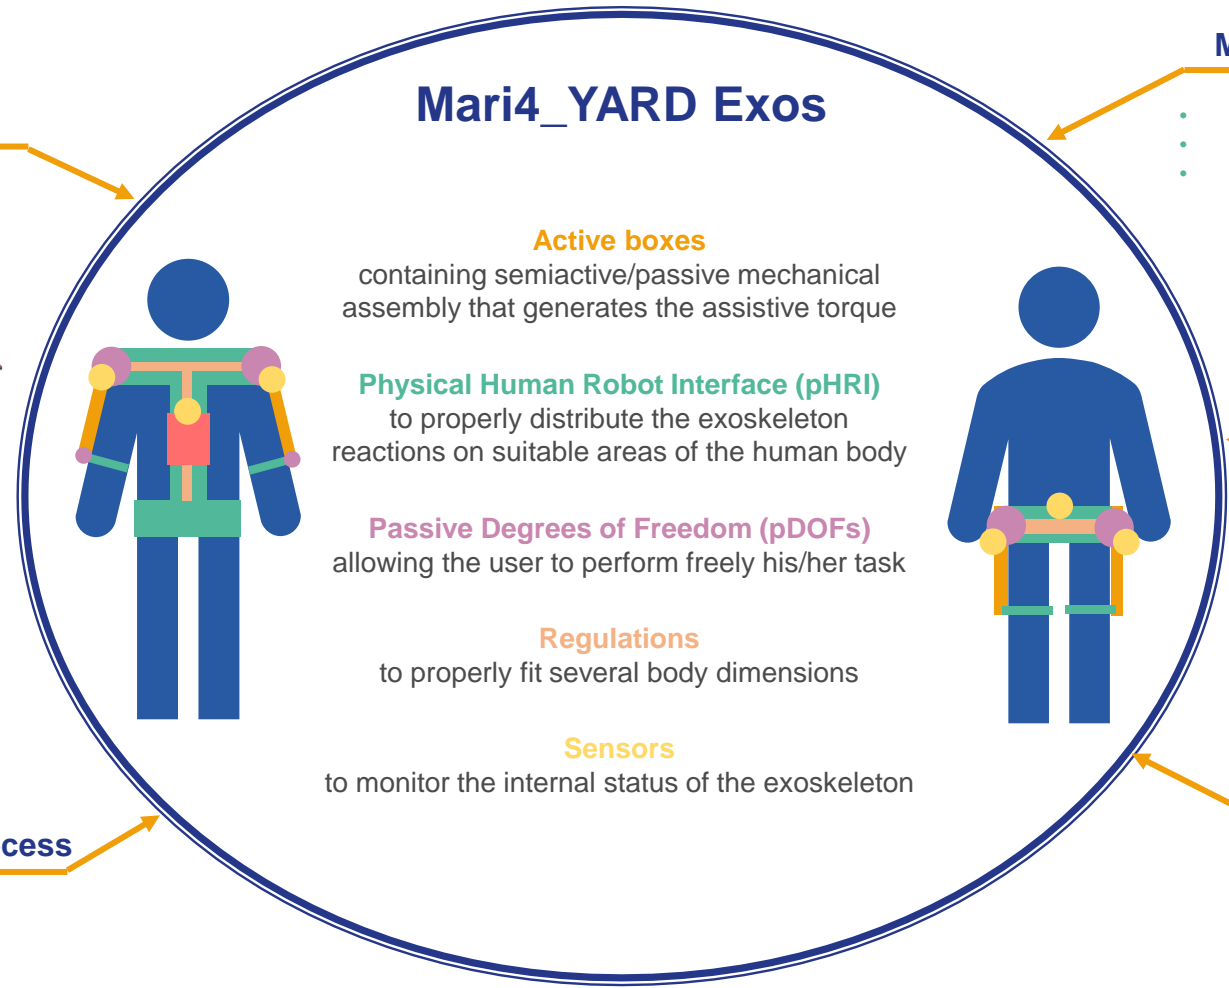 Mari4_YARD Exos
Active boxes
containing semiactive/passive mechanical
assembly that generates the assistive torque
Physical Human Robot Interface (pHRI)
to properly distribute the exoskeleton
reactions on suitable areas of the human body
Passive Degrees of Freedom (pDOFs)
allowing the user to perform freely his/her task
Regulations
to properly fit several body dimensions
Sensors
to monitor the internal status of the exoskeleton
cess